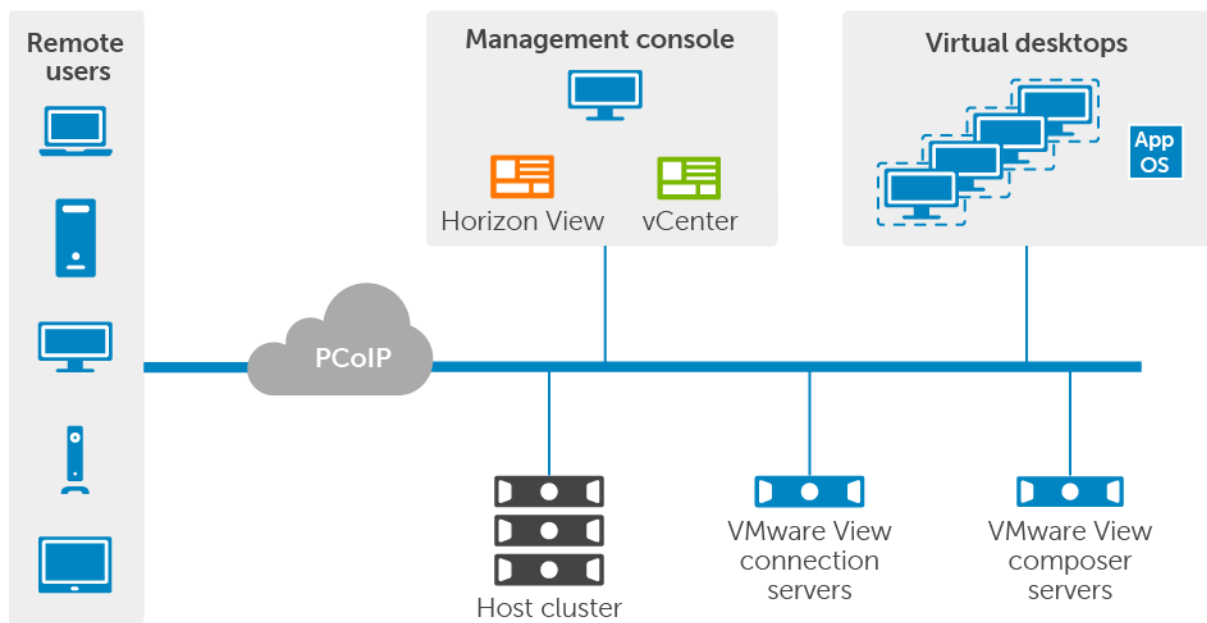 Remote
users
Management console
Horizon View
vCenter
Virtual desktops
App
OS
PCoIP
Host cluster
VMware View
connection
servers
VMware View
composer
servers